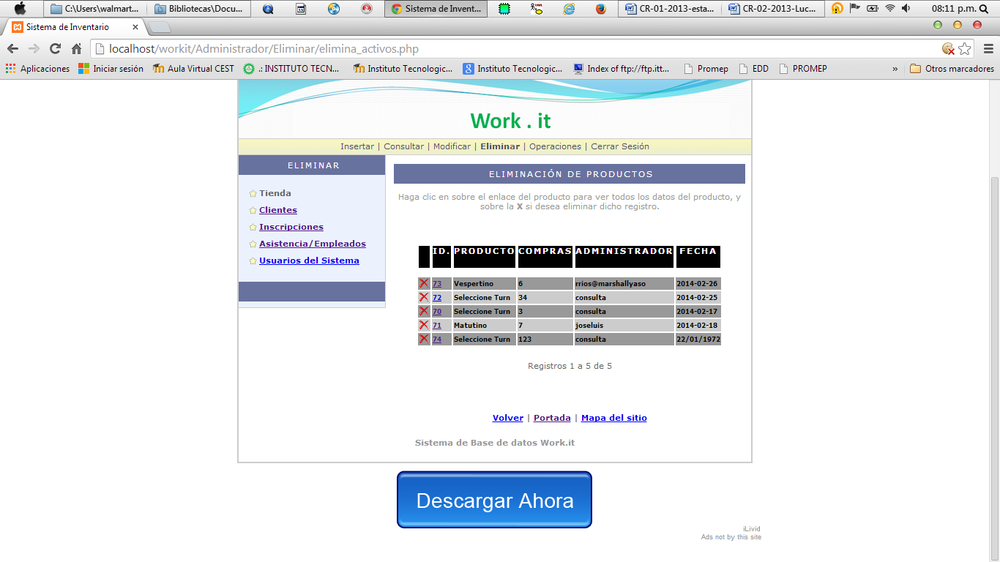 C:\Users\walmart...
Bibliotecas\Docu...
Sistema de Invent...
UML
CR-01-2013-esta...
CR-02-2013-Luc...
08:11 p.m.
Sistema de Inventario
localhost/workit/Administrador/Eliminar/elimina_activos.php
Aplicaciones
Iniciar sesión
Aula Virtual CEST
.: INSTITUTO TECN...
Instituto Tecnologic...
Instituto Tecnologic...
Index of ftp://ftp.itt...
Promep
EDD
PROMEP
»
Otros marcadores
Work . it
Insertar | Consultar | Modificar | Eliminar | Operaciones | Cerrar Sesión
ELIMINAR
Tienda
Clientes
Inscripciones
Asistencia/Empleados
Usuarios del Sistema
ELIMINACIÓN DE PRODUCTOS
Haga clic en sobre el enlace del producto para ver todos los datos del producto, y
sobre la X si desea eliminar dicho registro.
ID. PRODUCTO COMPRAS ADMINISTRADOR FECHA
73 Vespertino 6 rrios@marshallyaso 2014-02-26
72 Seleccione Turn 34 consulta 2014-02-25
70 Seleccione Turn 3 consulta 2014-02-17
71 Matutino 7 joseluis 2014-02-18
74 Seleccione Turn 123 consulta 22/01/1972
Registros 1 a 5 de 5
Volver | Portada | Mapa del sitio
Sistema de Base de datos Work.it
Descargar Ahora
iLivid
Ads not by this site